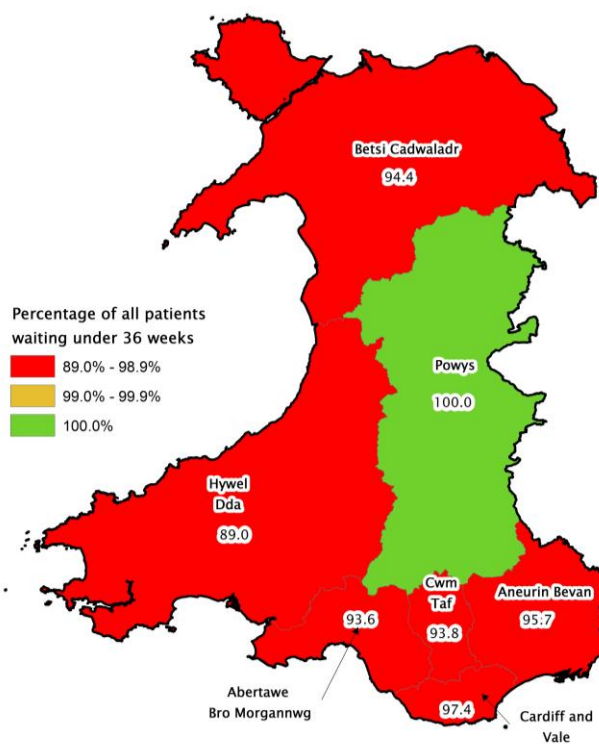 Betsi Cadwaladr
94.4
Percentage of all patients
waiting under 36 weeks
89.0% - 98.9%
99.0% - 99.9%
100.0%
Powys
100.0
Hywel
Dda
89.0
Cwm
Taf
93.8
Aneurin Bevan
95.7
93.6
Abertawe
Bro Morgannwg
97.4
Cardiff and
Vale